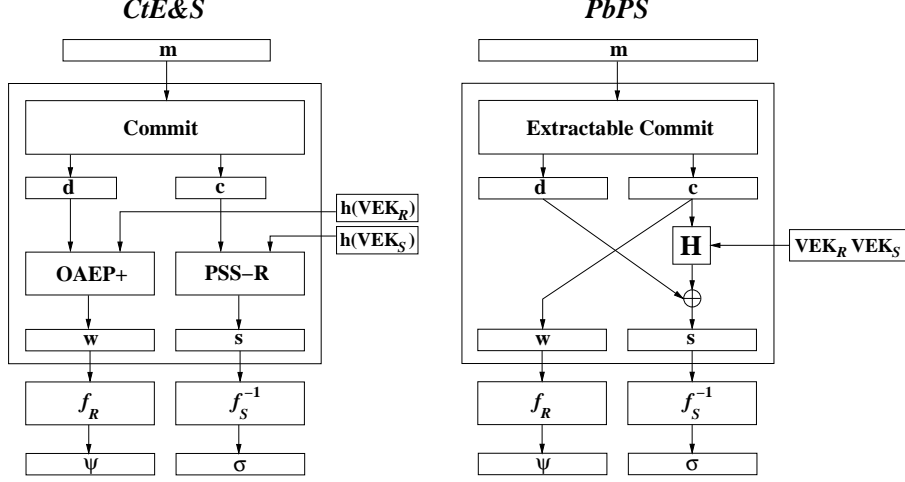 CtE&S
PbPS
m
m
Commit
Extractable Commit
d
c
d
c
h(VEK_R)
h(VEK_S)
H
VEK_R VEK_S
OAEP+
PSS–R
w
s
w
s
f_R
f_S^{-1}
f_R
f_S^{-1}
ψ
σ
ψ
σ